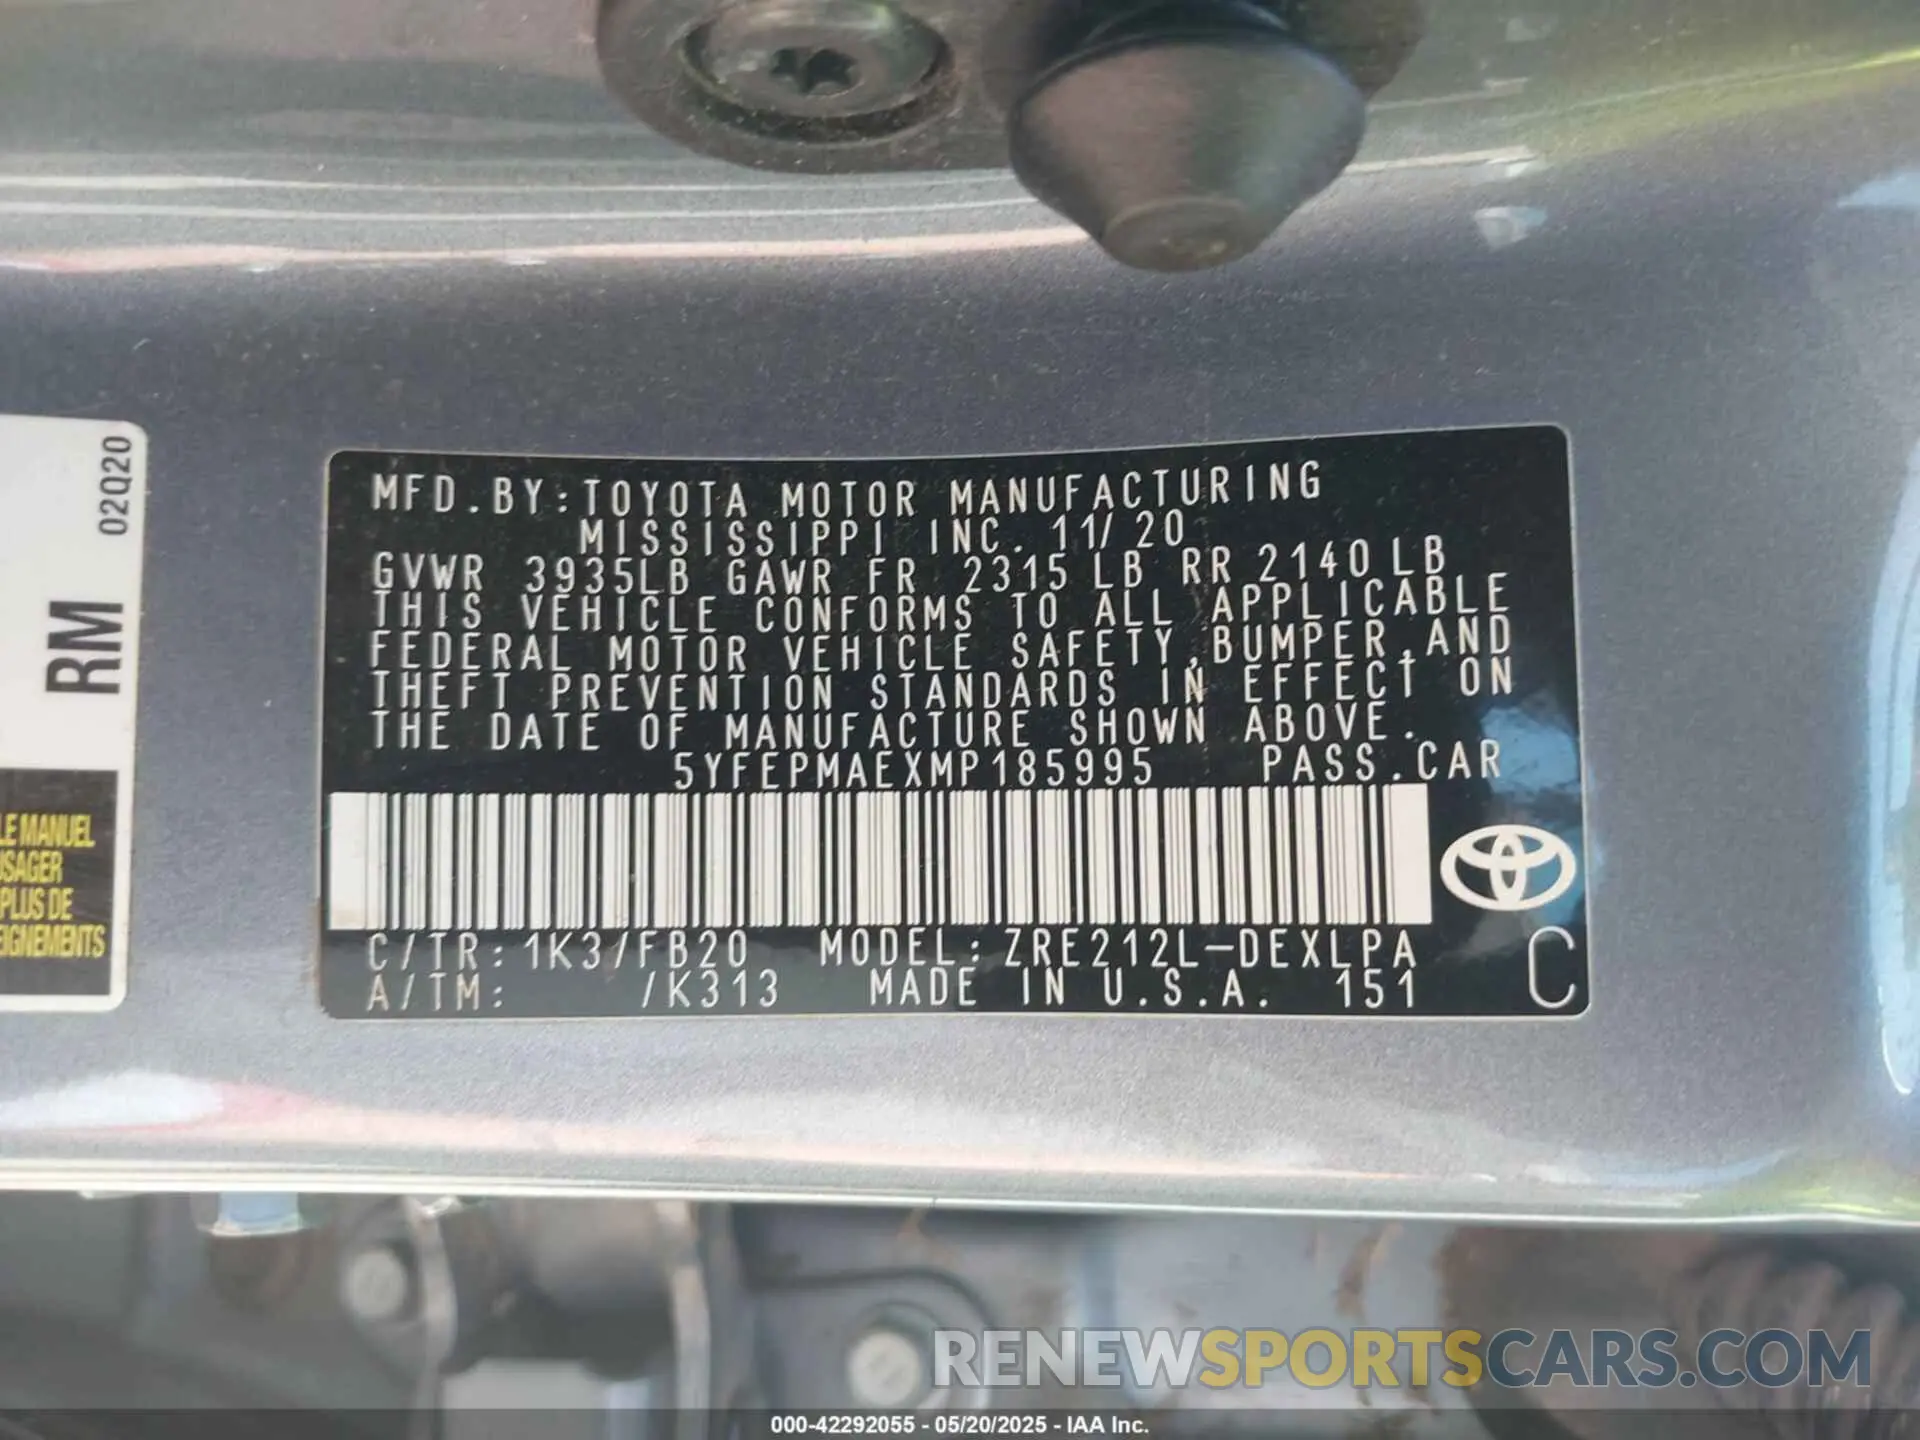 02Q20
RM
LE MANUEL
USAGER
PLUS DE
EIGNEMENTS
MFD.BY:TOYOTA MOTOR MANUFACTURING
MISSISSIPPI INC. 11/20
GVWR 3935LB GAWR FR 2315LB RR 2140LB
THIS VEHICLE CONFORMS TO ALL APPLICABLE
FEDERAL MOTOR VEHICLE SAFETY,BUMPER,AND
THEFT PREVENTION STANDARDS IN EFFECT ON
THE DATE OF MANUFACTURE SHOWN ABOVE.
5YFEPMAEXMP185995 PASS.CAR
C/TR:1K3/FB20 MODEL:ZRE212L-DEXLPA
A/TM: /K313 MADE IN U.S.A. 151 C
RENEWSPORTSCARS.COM
000-42292055 - 05/20/2025 - IAA Inc.